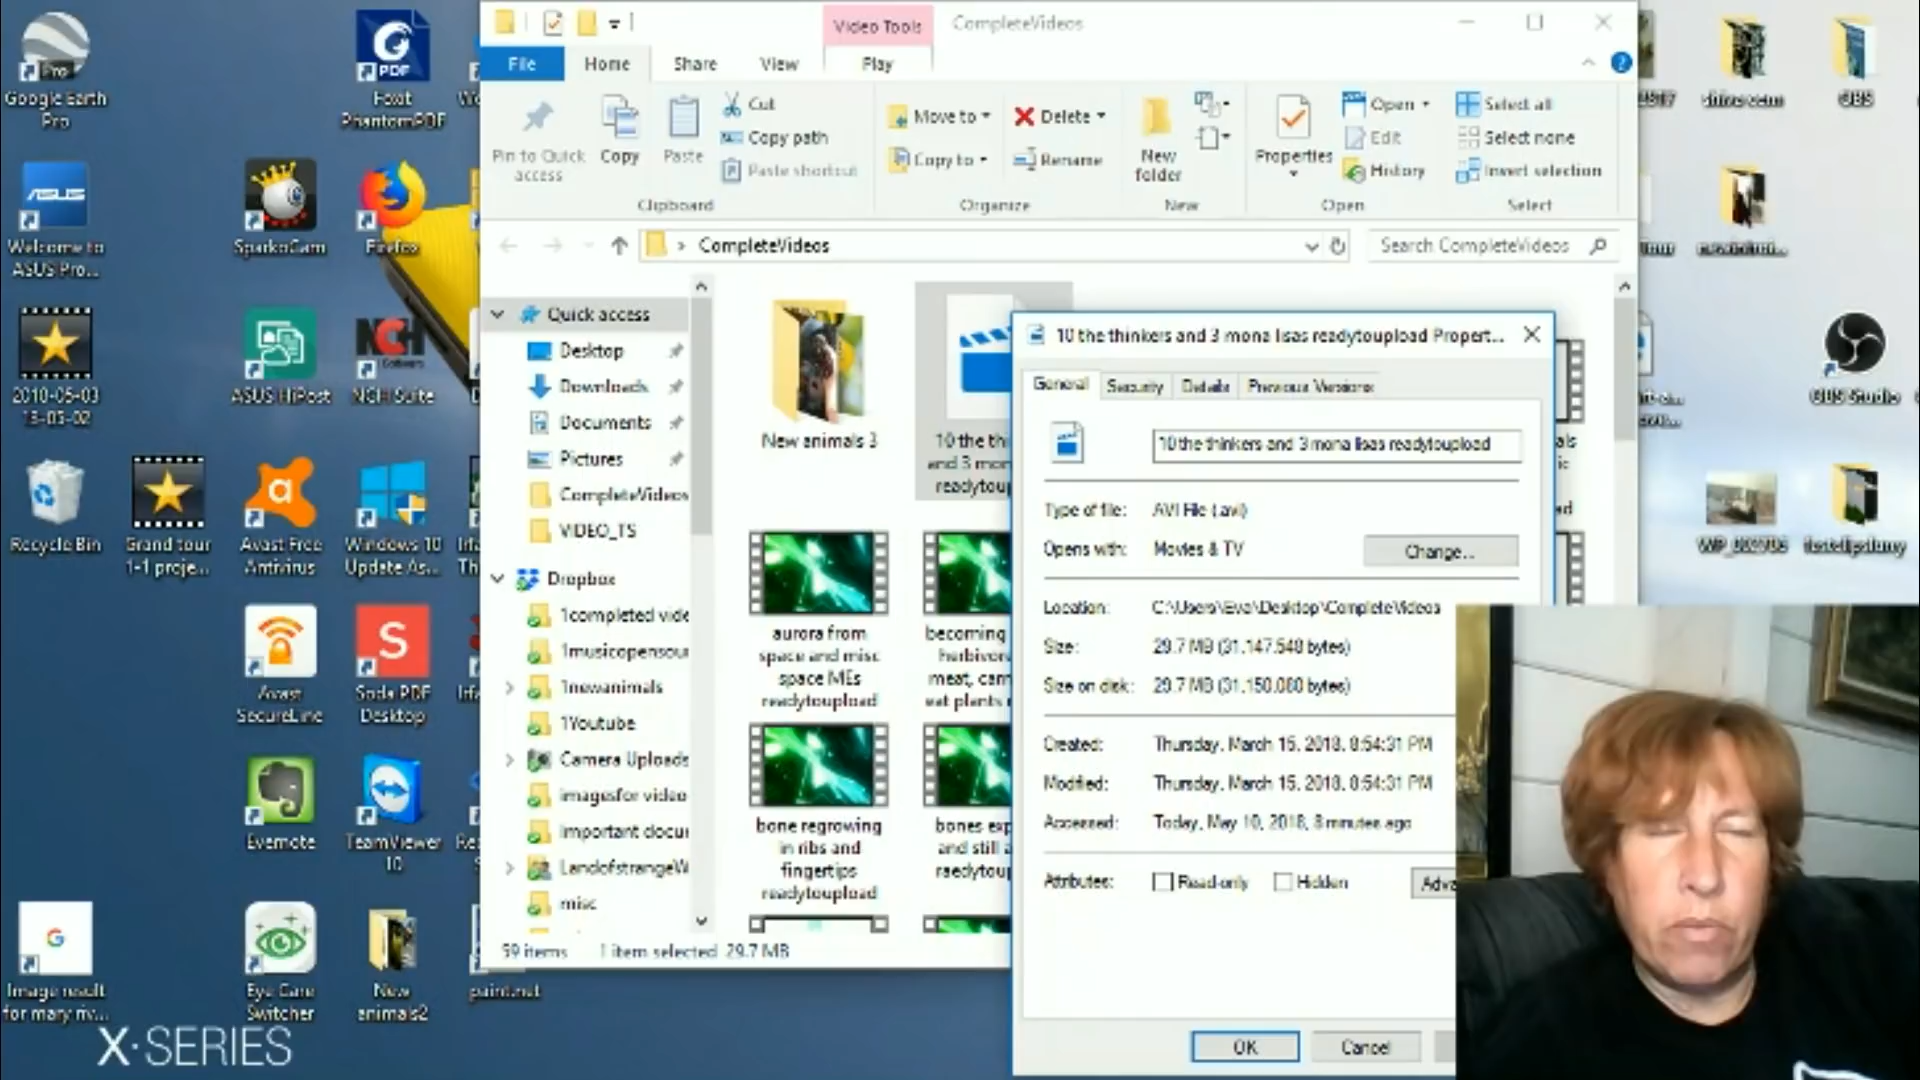 Google Earth
Pro
Foxit
PhantomPDF
Welcome to
ASUS Pro...
SparkoCam
Firefox
2010-05-03
ASUS HiPost
NCH Suite
Recycle Bin
Grand tour
1-1 proje...
Avast Free
Antivirus
Windows 10
Update As...
Avast
SecureLine
Soda PDF
Desktop
Evernote
TeamViewer
10
Image result
for mary riv...
Eye Care
Switcher
New
animals2
paint.net
X·SERIES
Video Tools
CompleteVideos
File
Home
Share
View
Play
Pin to Quick
access
Copy
Paste
Cut
Copy path
Paste shortcut
Clipboard
Move to
Copy to
Delete
Rename
Organize
New
folder
New
Properties
Open
Edit
History
Open
Select all
Select none
Invert selection
Select
CompleteVideos
Search CompleteVideos
Quick access
Desktop
Downloads
Documents
Pictures
CompleteVideos
VIDEO_TS
Dropbox
1completed vide
1musicopensou
1newanimals
1Youtube
Camera Uploads
imagesfor video
Important docu
LandofstrangeW
misc
New animals 3
10 the thi
and 3 mon
readytoup
aurora from
space and misc
space MEs
readytoupload
becoming
herbivor
meat, carn
eat plants
bone regrowing
in ribs and
fingertips
readytoupload
bones exp
and still a
raedytou
59 items
1 item selected 29.7 MB
10 the thinkers and 3 mona lisas readytoupload Propert...
General
Security
Details
Previous Versions
10 the thinkers and 3 mona lisas readytoupload
Type of file: AVI File (.avi)
Opens with: Movies & TV
Change...
Location: C:\Users\Eva\Desktop\CompleteVideos
Size: 29.7 MB (31,147,548 bytes)
Size on disk: 29.7 MB (31,150,080 bytes)
Created: Thursday, March 15, 2018, 8:54:31 PM
Modified: Thursday, March 15, 2018, 8:54:31 PM
Accessed: Today, May 10, 2018, 8 minutes ago
Attributes:
Read-only
Hidden
Adva
OK
Cancel
OBS
OBS Studio